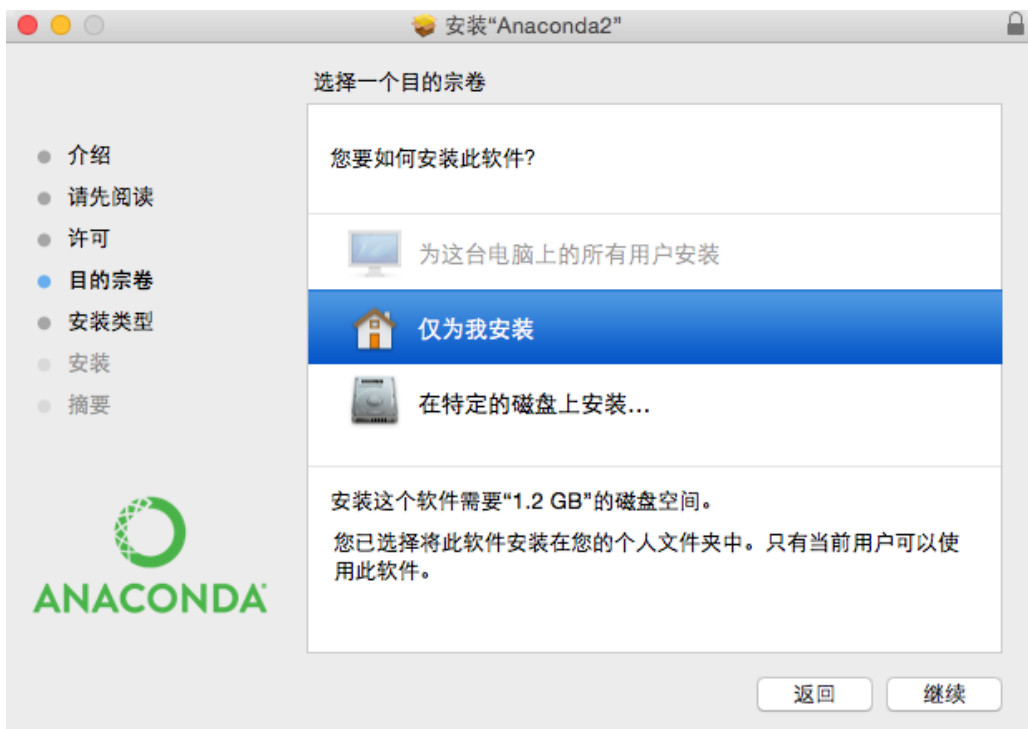 安装“Anaconda2”
选择一个目的宗卷
介绍
请先阅读
许可
目的宗卷
安装类型
安装
摘要
您要如何安装此软件?
为这台电脑上的所有用户安装
仅为我安装
在特定的磁盘上安装...
安装这个软件需要“1.2 GB”的磁盘空间。
您已选择将此软件安装在您的个人文件夹中。只有当前用户可以使
用此软件。
ANACONDA
返回
继续